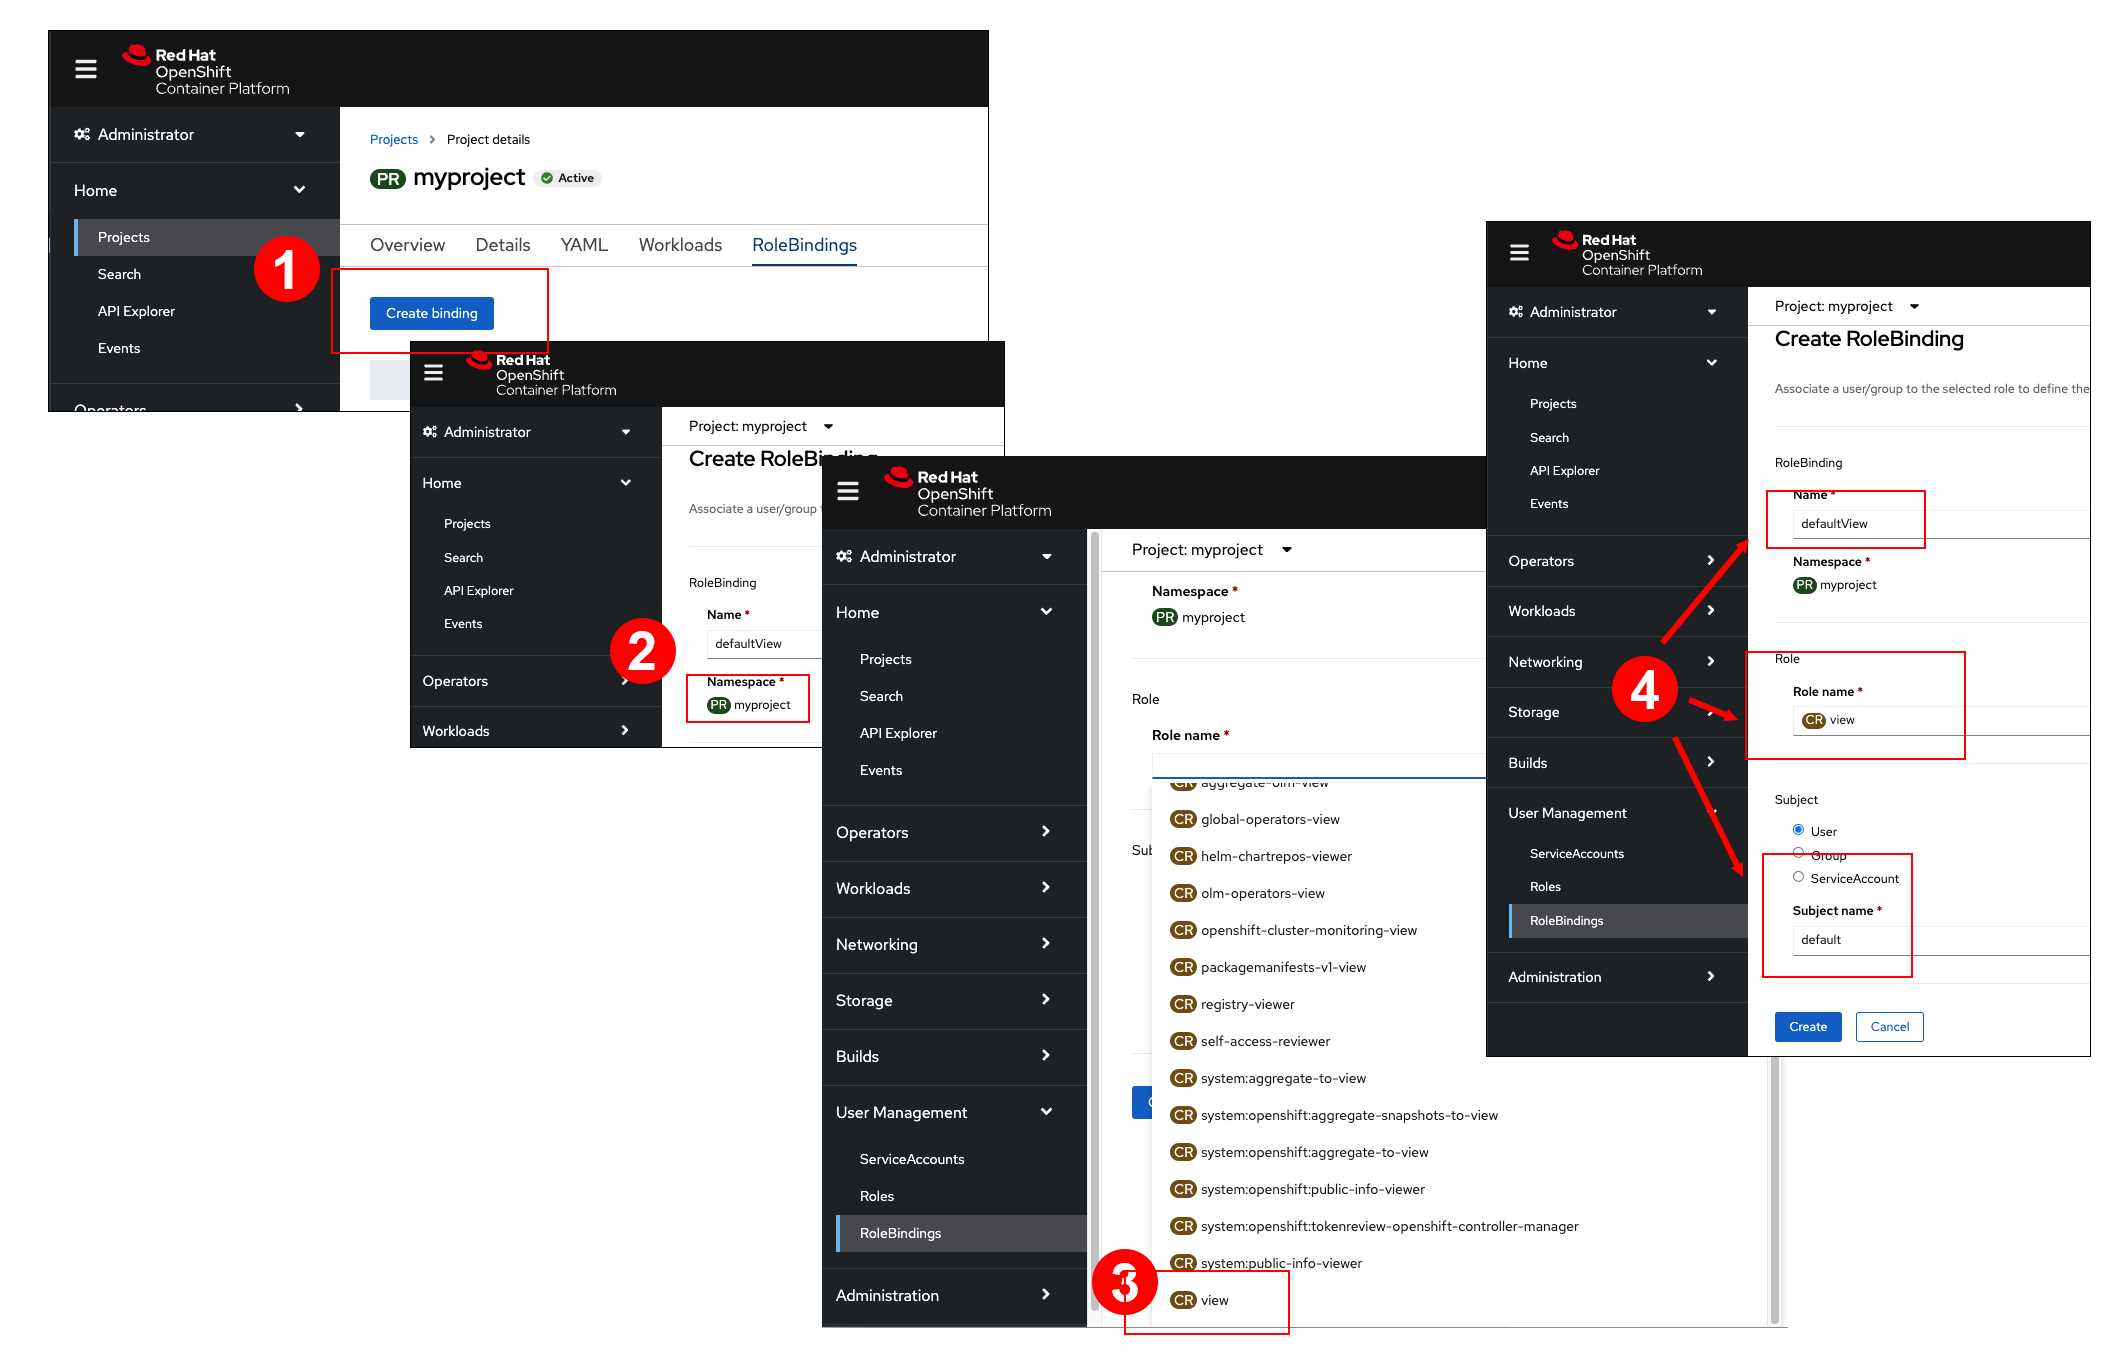 Red Hat
OpenShift
Container Platform
Administrator
Home
Projects
Search
API Explorer
Events
Operators
Projects > Project details
PR myproject Active
Overview Details YAML Workloads RoleBindings
Create binding
1
Red Hat
OpenShift
Container Platform
Administrator
Home
Projects
Search
API Explorer
Events
Operators
Workloads
Project: myproject
Create RoleBinding
Associate a user/group
RoleBinding
Name *
defaultView
Namespace *
PR myproject
2
Red Hat
OpenShift
Container Platform
Administrator
Home
Projects
Search
API Explorer
Events
Operators
Workloads
Networking
Storage
Builds
User Management
ServiceAccounts
Roles
RoleBindings
Administration
Project: myproject
Namespace *
PR myproject
Role
Role name *
CR aggregate-olm-view
CR global-operators-view
CR helm-chartrepos-viewer
CR olm-operators-view
CR openshift-cluster-monitoring-view
CR packagemanifests-v1-view
CR registry-viewer
CR self-access-reviewer
CR system:aggregate-to-view
CR system:openshift:aggregate-snapshots-to-view
CR system:openshift:aggregate-to-view
CR system:openshift:public-info-viewer
CR system:openshift:tokenreview-openshift-controller-manager
CR system:public-info-viewer
CR view
3
Red Hat
OpenShift
Container Platform
Administrator
Home
Projects
Search
API Explorer
Events
Operators
Workloads
Networking
Storage
Builds
User Management
ServiceAccounts
Roles
RoleBindings
Administration
Project: myproject
Create RoleBinding
Associate a user/group to the selected role to define the
RoleBinding
Name *
defaultView
Namespace *
PR myproject
Role
Role name *
CR view
Subject
User
Group
ServiceAccount
Subject name *
default
Create Cancel
4